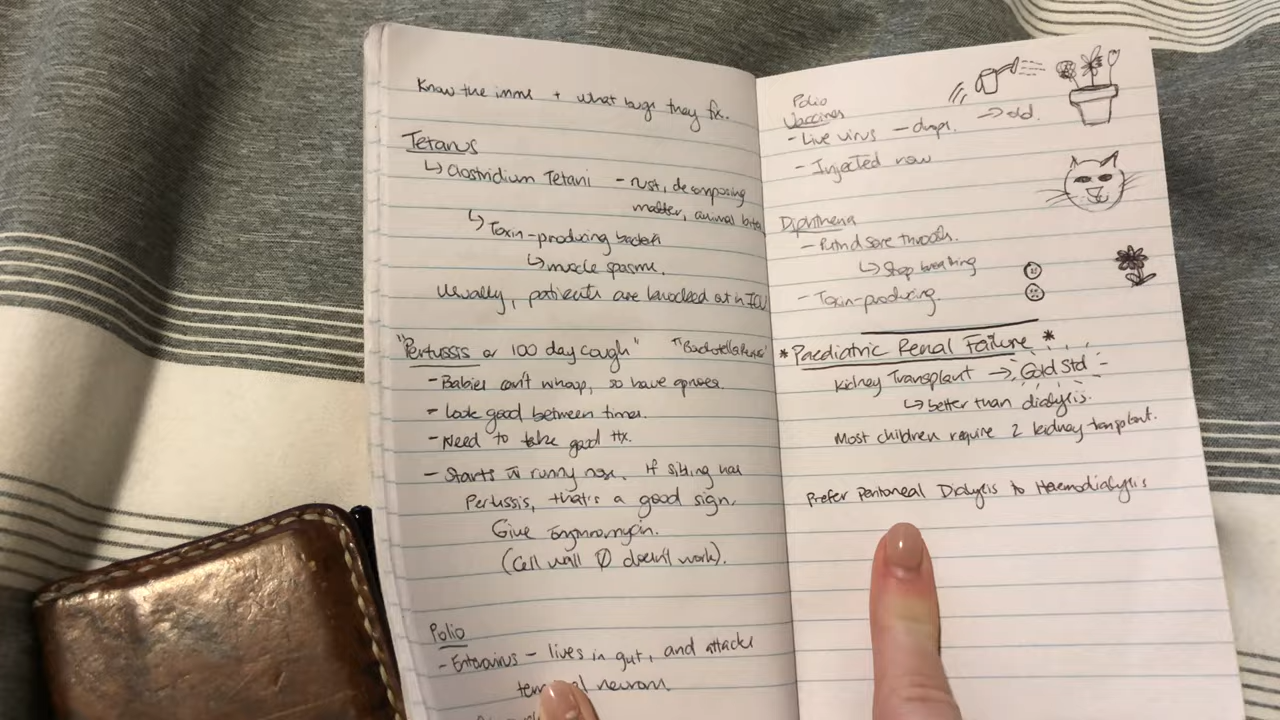 Know the imms + what bugs they fix.
Tetanus
↳ Clostridium Tetani - rust, decomposing
matter, animal bites
↳ Toxin-producing bacteria
↳ muscle spasms.
Usually, patients are knocked out in ICU
"Pertussis or 100 day cough"
- Babies can't whoop, so have apnoea
- Look good between times.
- Need to take good Hx.
- Starts w runny nose. If sibling has
Pertussis, that's a good sign.
Give
(Cell wall ∅ doesn't work).
Polio
- Enterovirus - lives in gut, and attacks
neurons
Polio
Vaccines
- Live virus - drops. → old.
- Injected now
Diphtheria
- Putrid sore throat.
↳ Stop breathing
- Toxin-producing.
* Paediatric Renal Failure *
Kidney Transplant → Gold Std
↳ better than dialysis.
Most children require 2 kidney transplant.
Prefer Peritoneal Dialysis to Haemodialysis